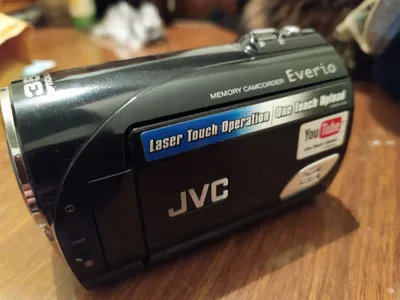 MEMORY CAMCORDER Everio
Laser Touch Operation
One Touch Upload
YouTube
JVC